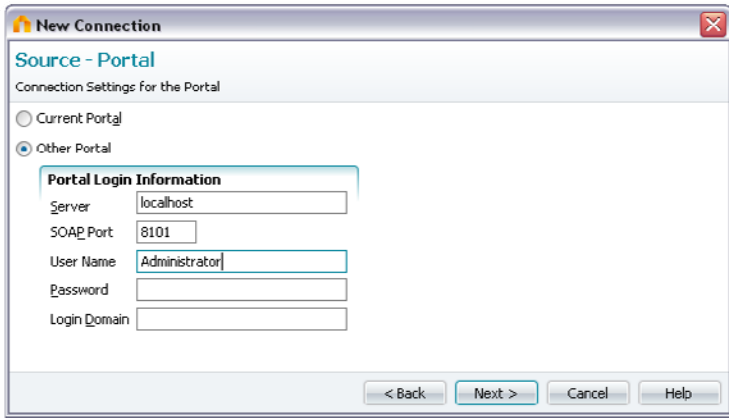 New Connection
Source - Portal
Connection Settings for the Portal
Current Portal
Other Portal
Portal Login Information
Server localhost
SOAP Port 8101
User Name Administrator
Password
Login Domain
< Back Next > Cancel Help